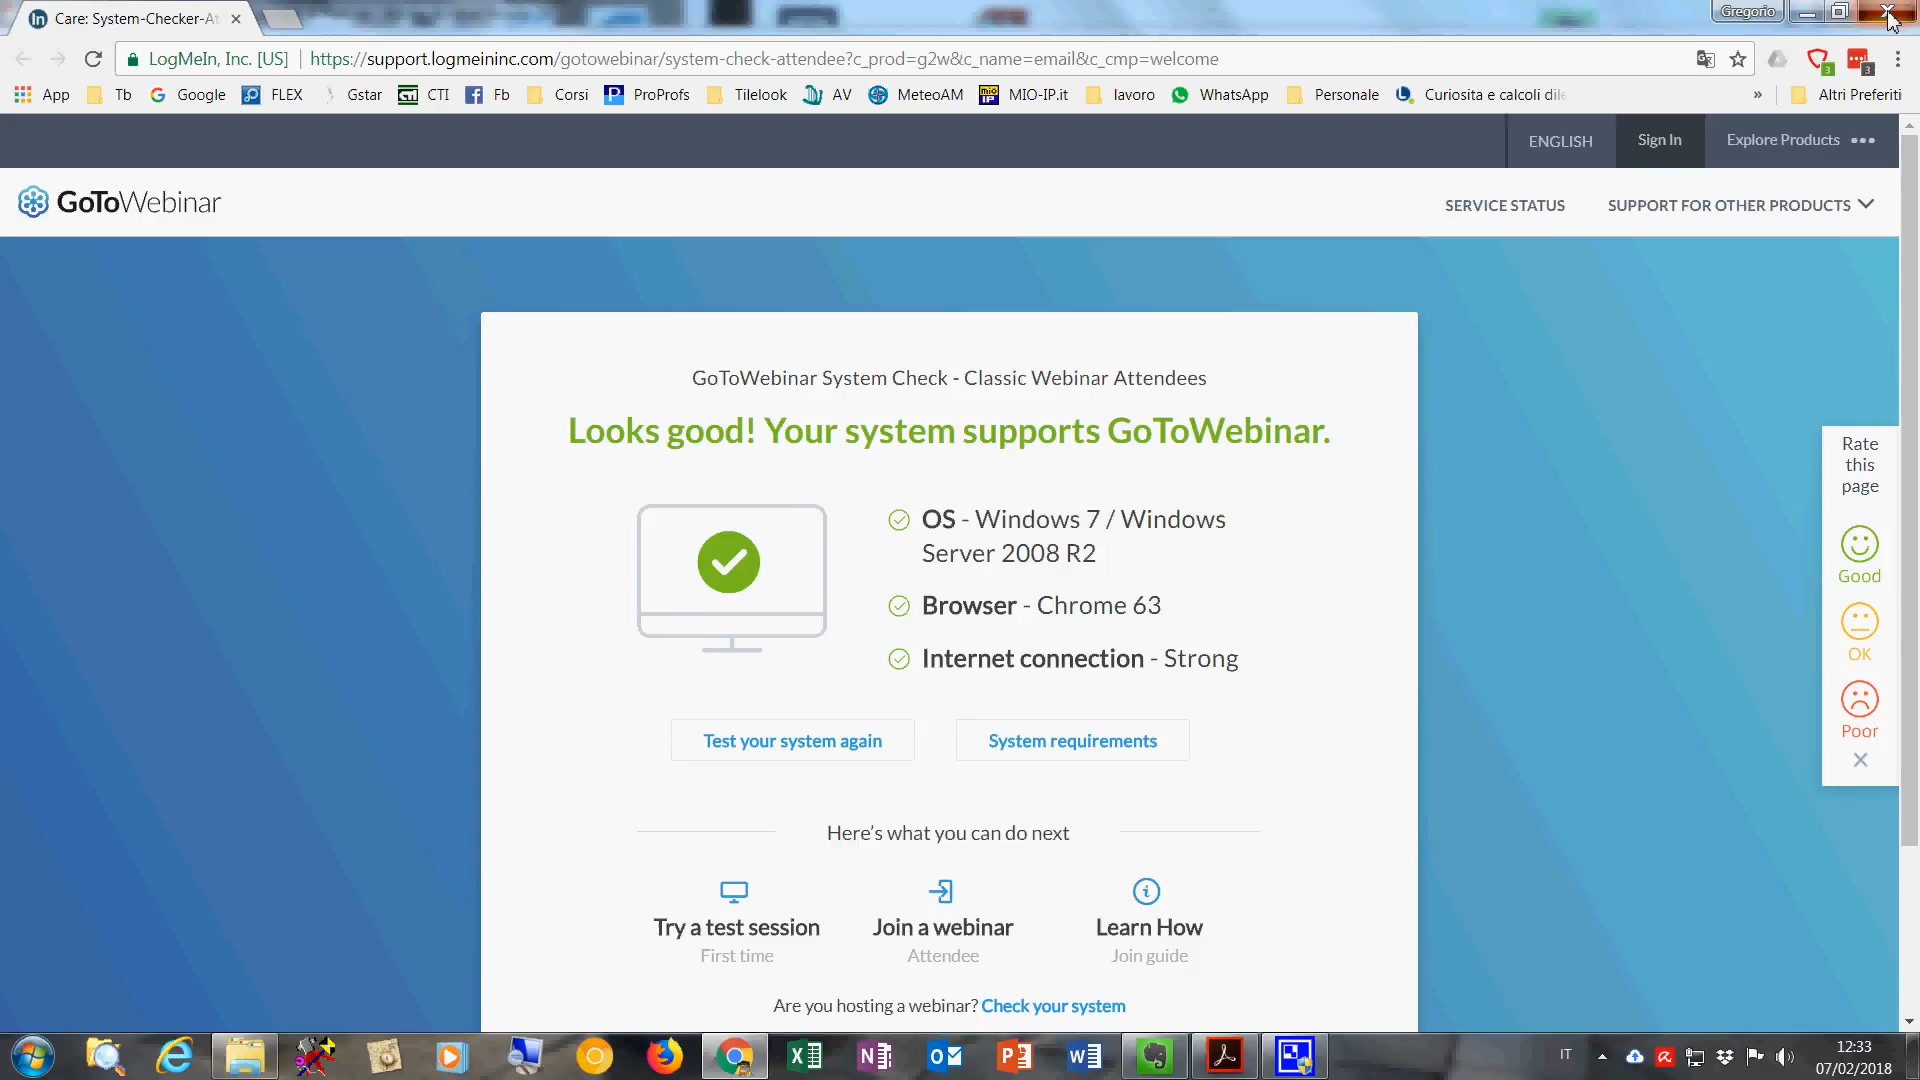 Care: System-Checker-At
Gregorio
LogMeIn, Inc. [US]
https://support.logmeininc.com/gotowebinar/system-check-attendee?c_prod=g2w&c_name=email&c_cmp=welcome
3
3
App
Tb
Google
FLEX
Gstar
CTI
Fb
Corsi
ProProfs
Tilelook
AV
MeteoAM
MIO-IP.it
lavoro
WhatsApp
Personale
Curiosita e calcoli dile
»
Altri Preferiti
ENGLISH
Sign In
Explore Products
GoToWebinar
SERVICE STATUS
SUPPORT FOR OTHER PRODUCTS
GoToWebinar System Check - Classic Webinar Attendees
Looks good! Your system supports GoToWebinar.
OS - Windows 7 / Windows
Server 2008 R2
Browser - Chrome 63
Internet connection - Strong
Test your system again
System requirements
Rate
this
page
Good
OK
Poor
Here's what you can do next
Try a test session
First time
Join a webinar
Attendee
Learn How
Join guide
Are you hosting a webinar? Check your system
IT
12:33
07/02/2018